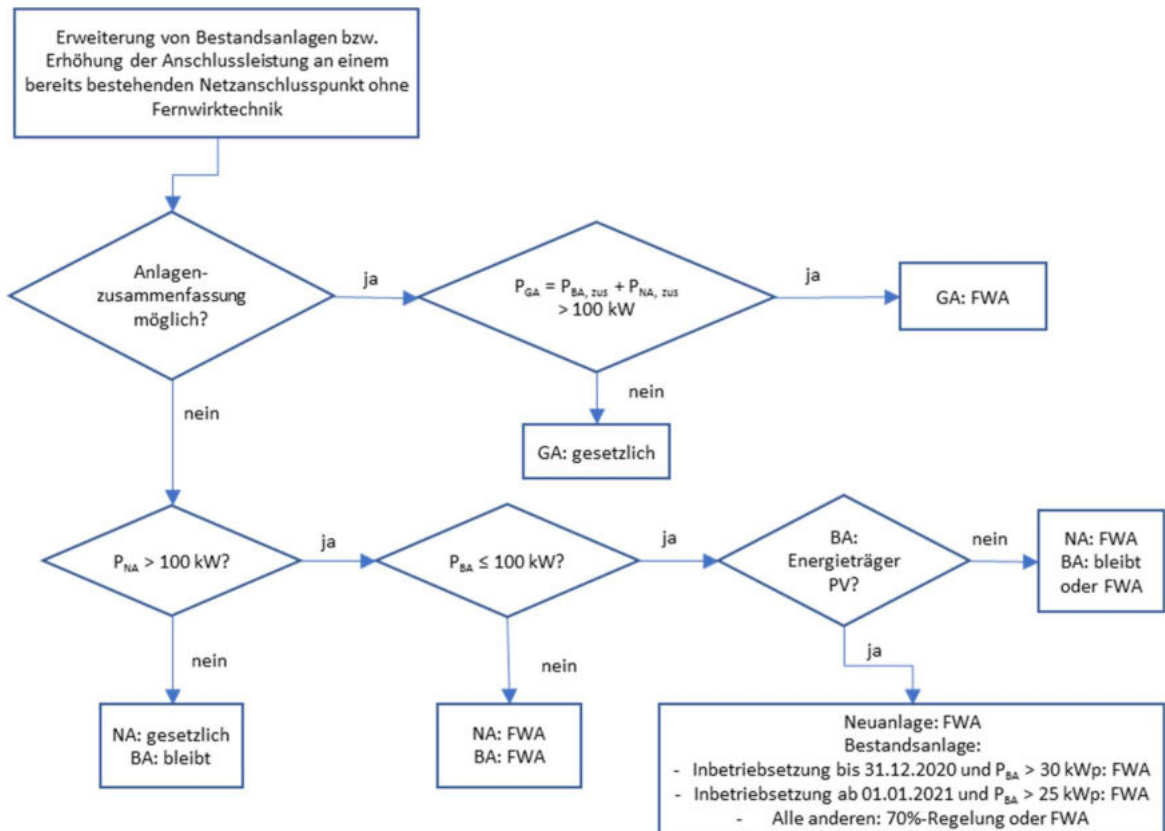 Erweiterung von Bestandsanlagen bzw.
Erhöhung der Anschlussleistung an einem
bereits bestehenden Netzanschlusspunkt ohne
Fernwirktechnik
Anlagen-
zusammenfassung
möglich?
ja
P_GA = P_BA, zus + P_NA, zus
> 100 kW
ja
GA: FWA
nein
GA: gesetzlich
nein
P_NA > 100 kW?
ja
P_BA ≤ 100 kW?
ja
BA:
Energieträger
PV?
nein
NA: FWA
BA: bleibt
oder FWA
nein
NA: gesetzlich
BA: bleibt
nein
NA: FWA
BA: FWA
ja
Neuanlage: FWA
Bestandsanlage:
- Inbetriebsetzung bis 31.12.2020 und P_BA > 30 kWp: FWA
- Inbetriebsetzung ab 01.01.2021 und P_BA > 25 kWp: FWA
- Alle anderen: 70%-Regelung oder FWA